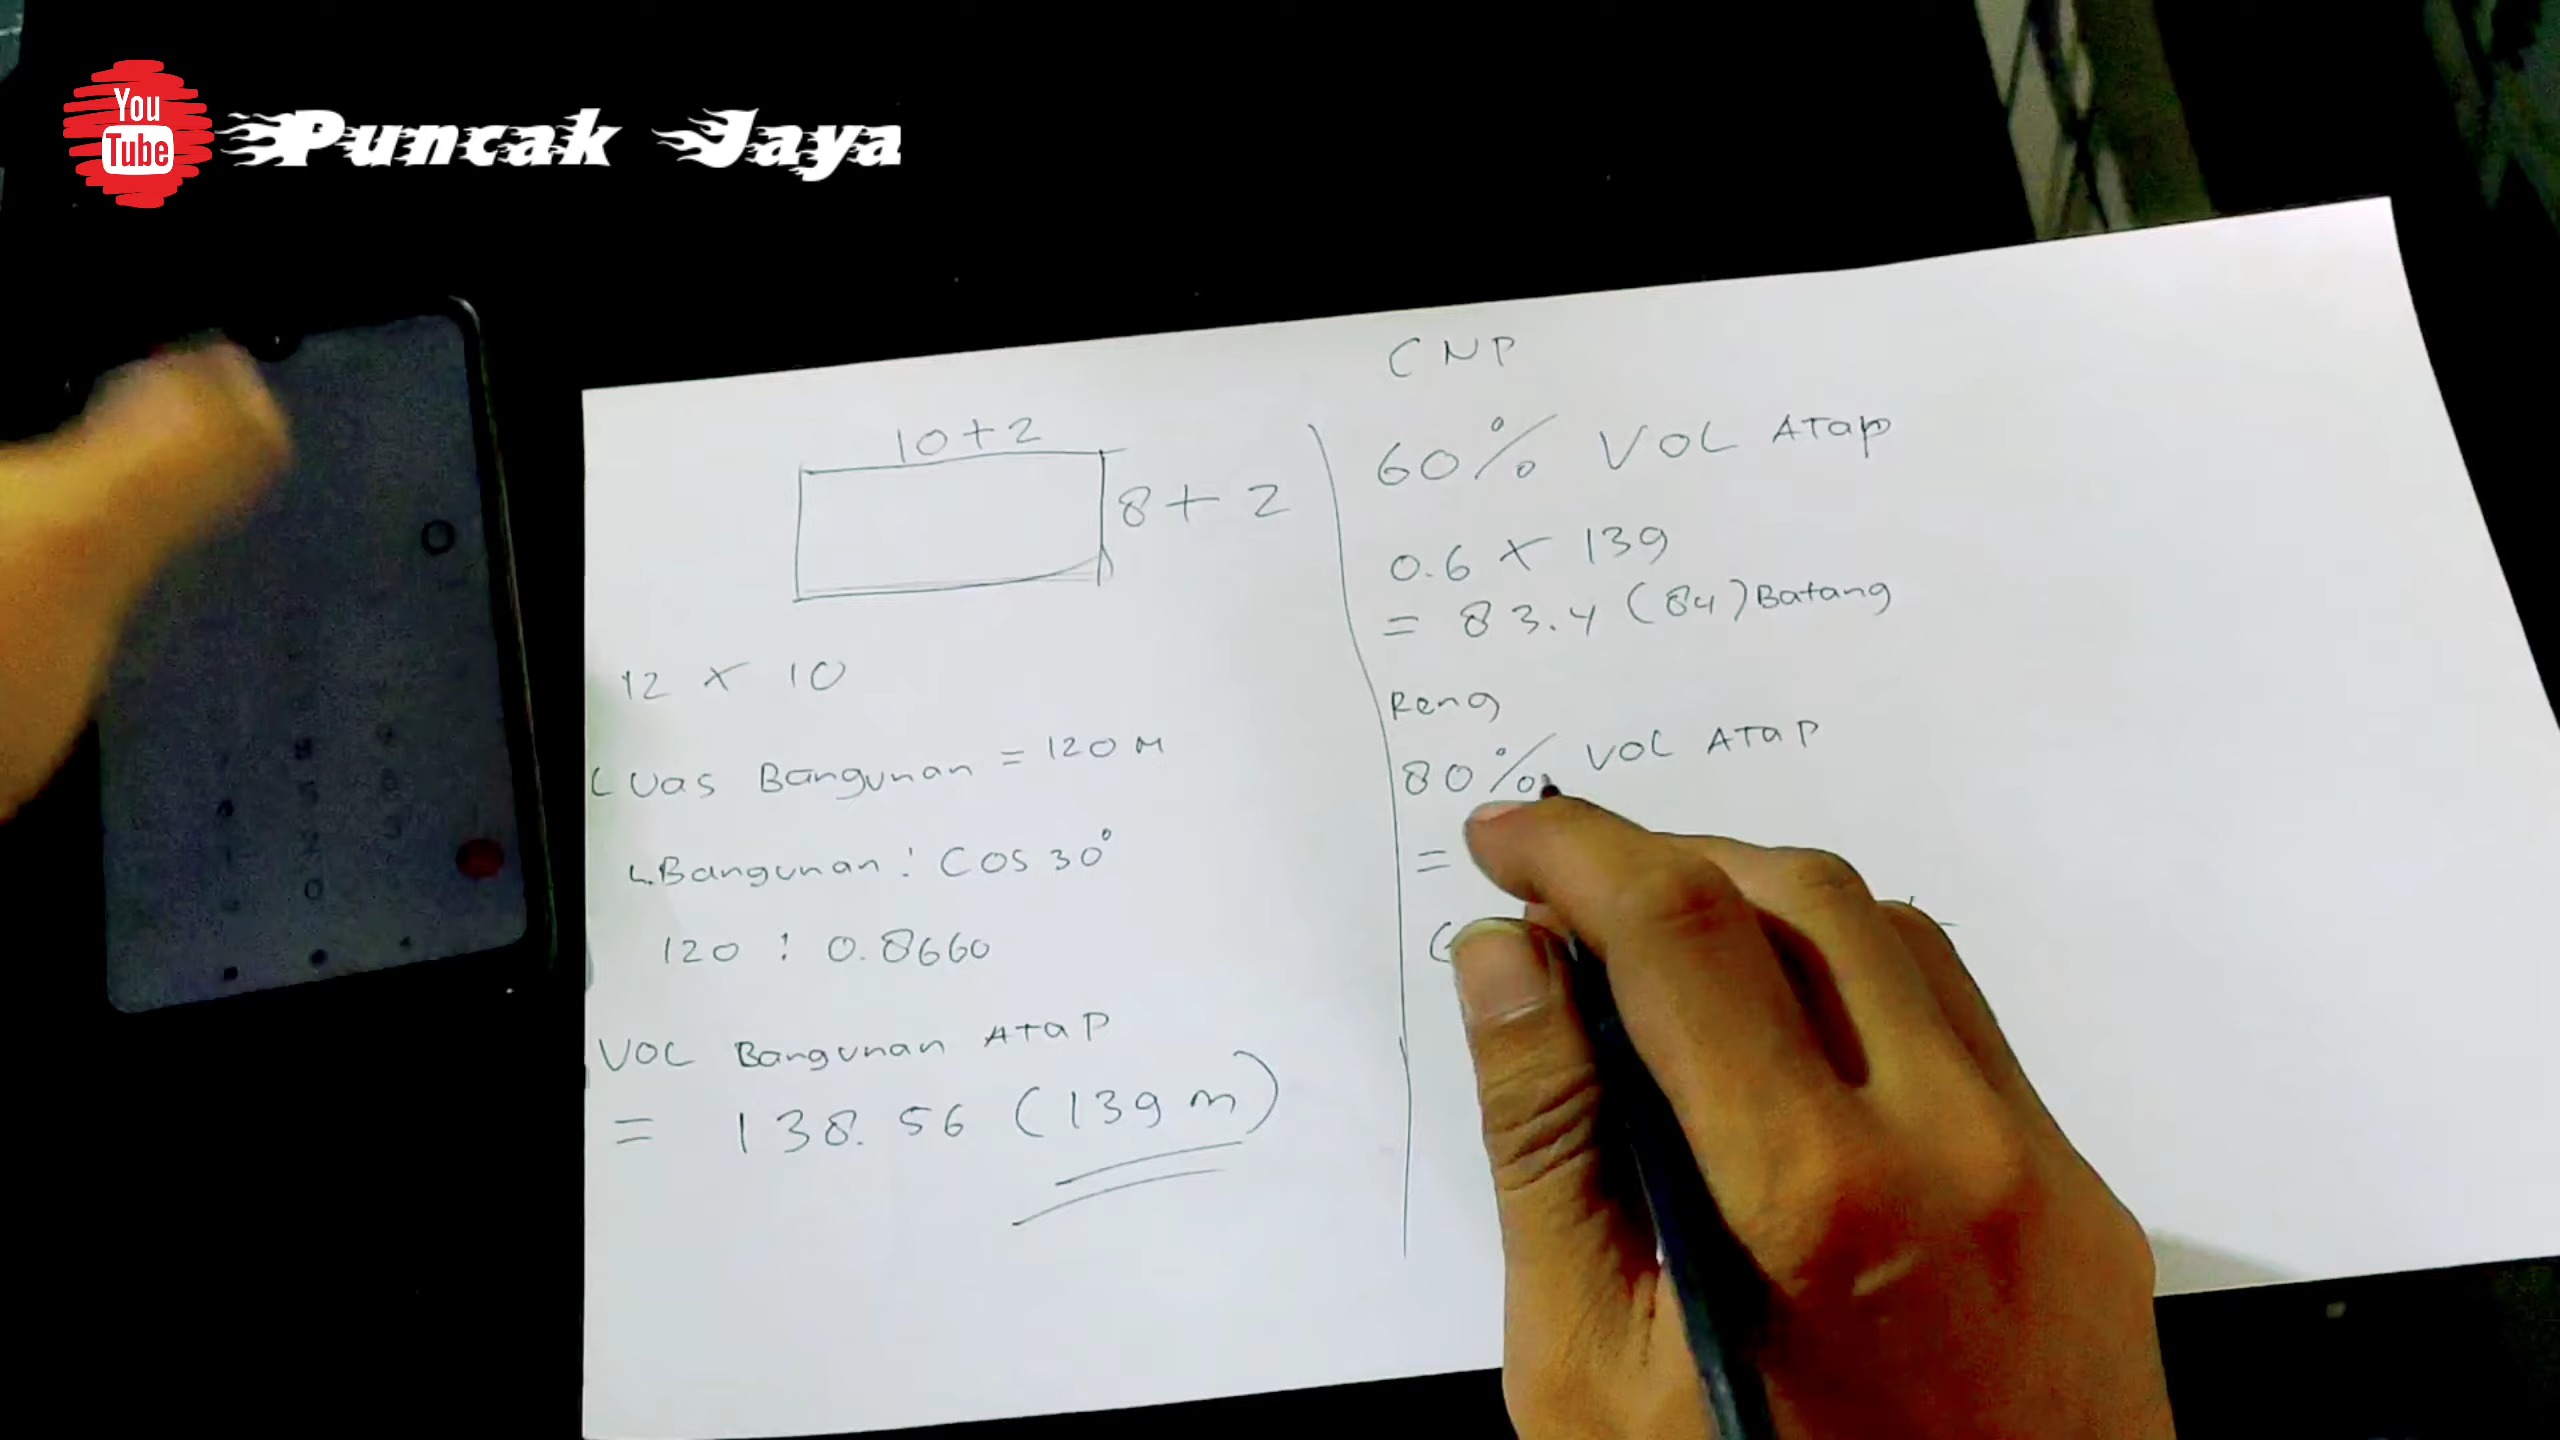 You
Tube
Puncak Jaya
10+2
8+2
12 x 10
Luas Bangunan = 120 M
L.Bangunan : Cos 30°
120 : 0.8660
VOL Bangunan ATap
= 138.56 (139 m)
CNP
60% VOL ATap
0.6 x 139
= 83.4 (84) Batang
Reng
80% VOL ATap
=